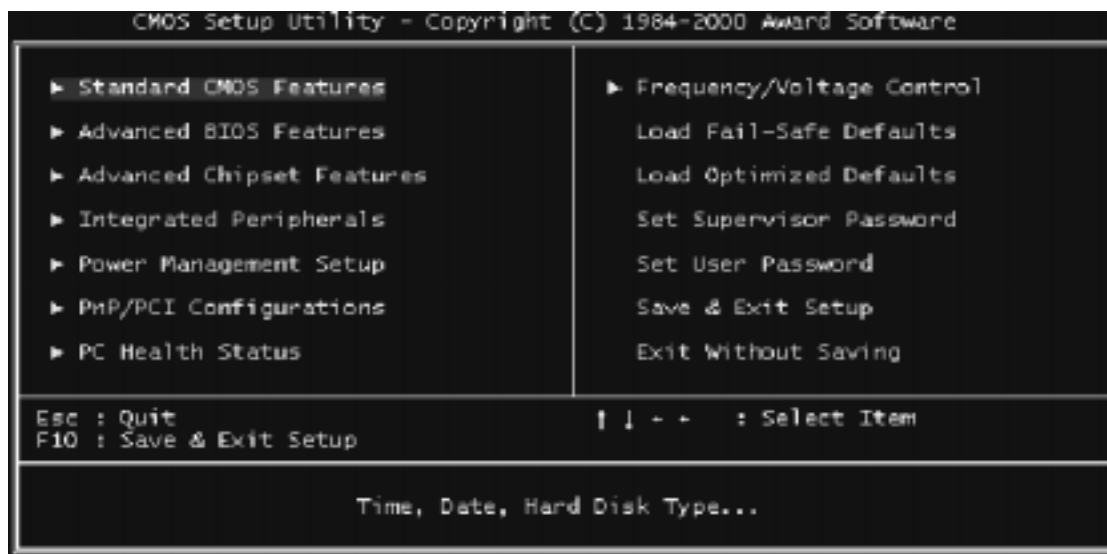 CMOS Setup Utility - Copyright (C) 1984-2000 Award Software
▶ Standard CMOS Features
▶ Advanced BIOS Features
▶ Advanced Chipset Features
▶ Integrated Peripherals
▶ Power Management Setup
▶ PnP/PCI Configurations
▶ PC Health Status
▶ Frequency/Voltage Control
Load Fail-Safe Defaults
Load Optimized Defaults
Set Supervisor Password
Set User Password
Save & Exit Setup
Exit Without Saving
Esc : Quit
F10 : Save & Exit Setup
↑ ↓ ← ← : Select Item
Time, Date, Hard Disk Type...